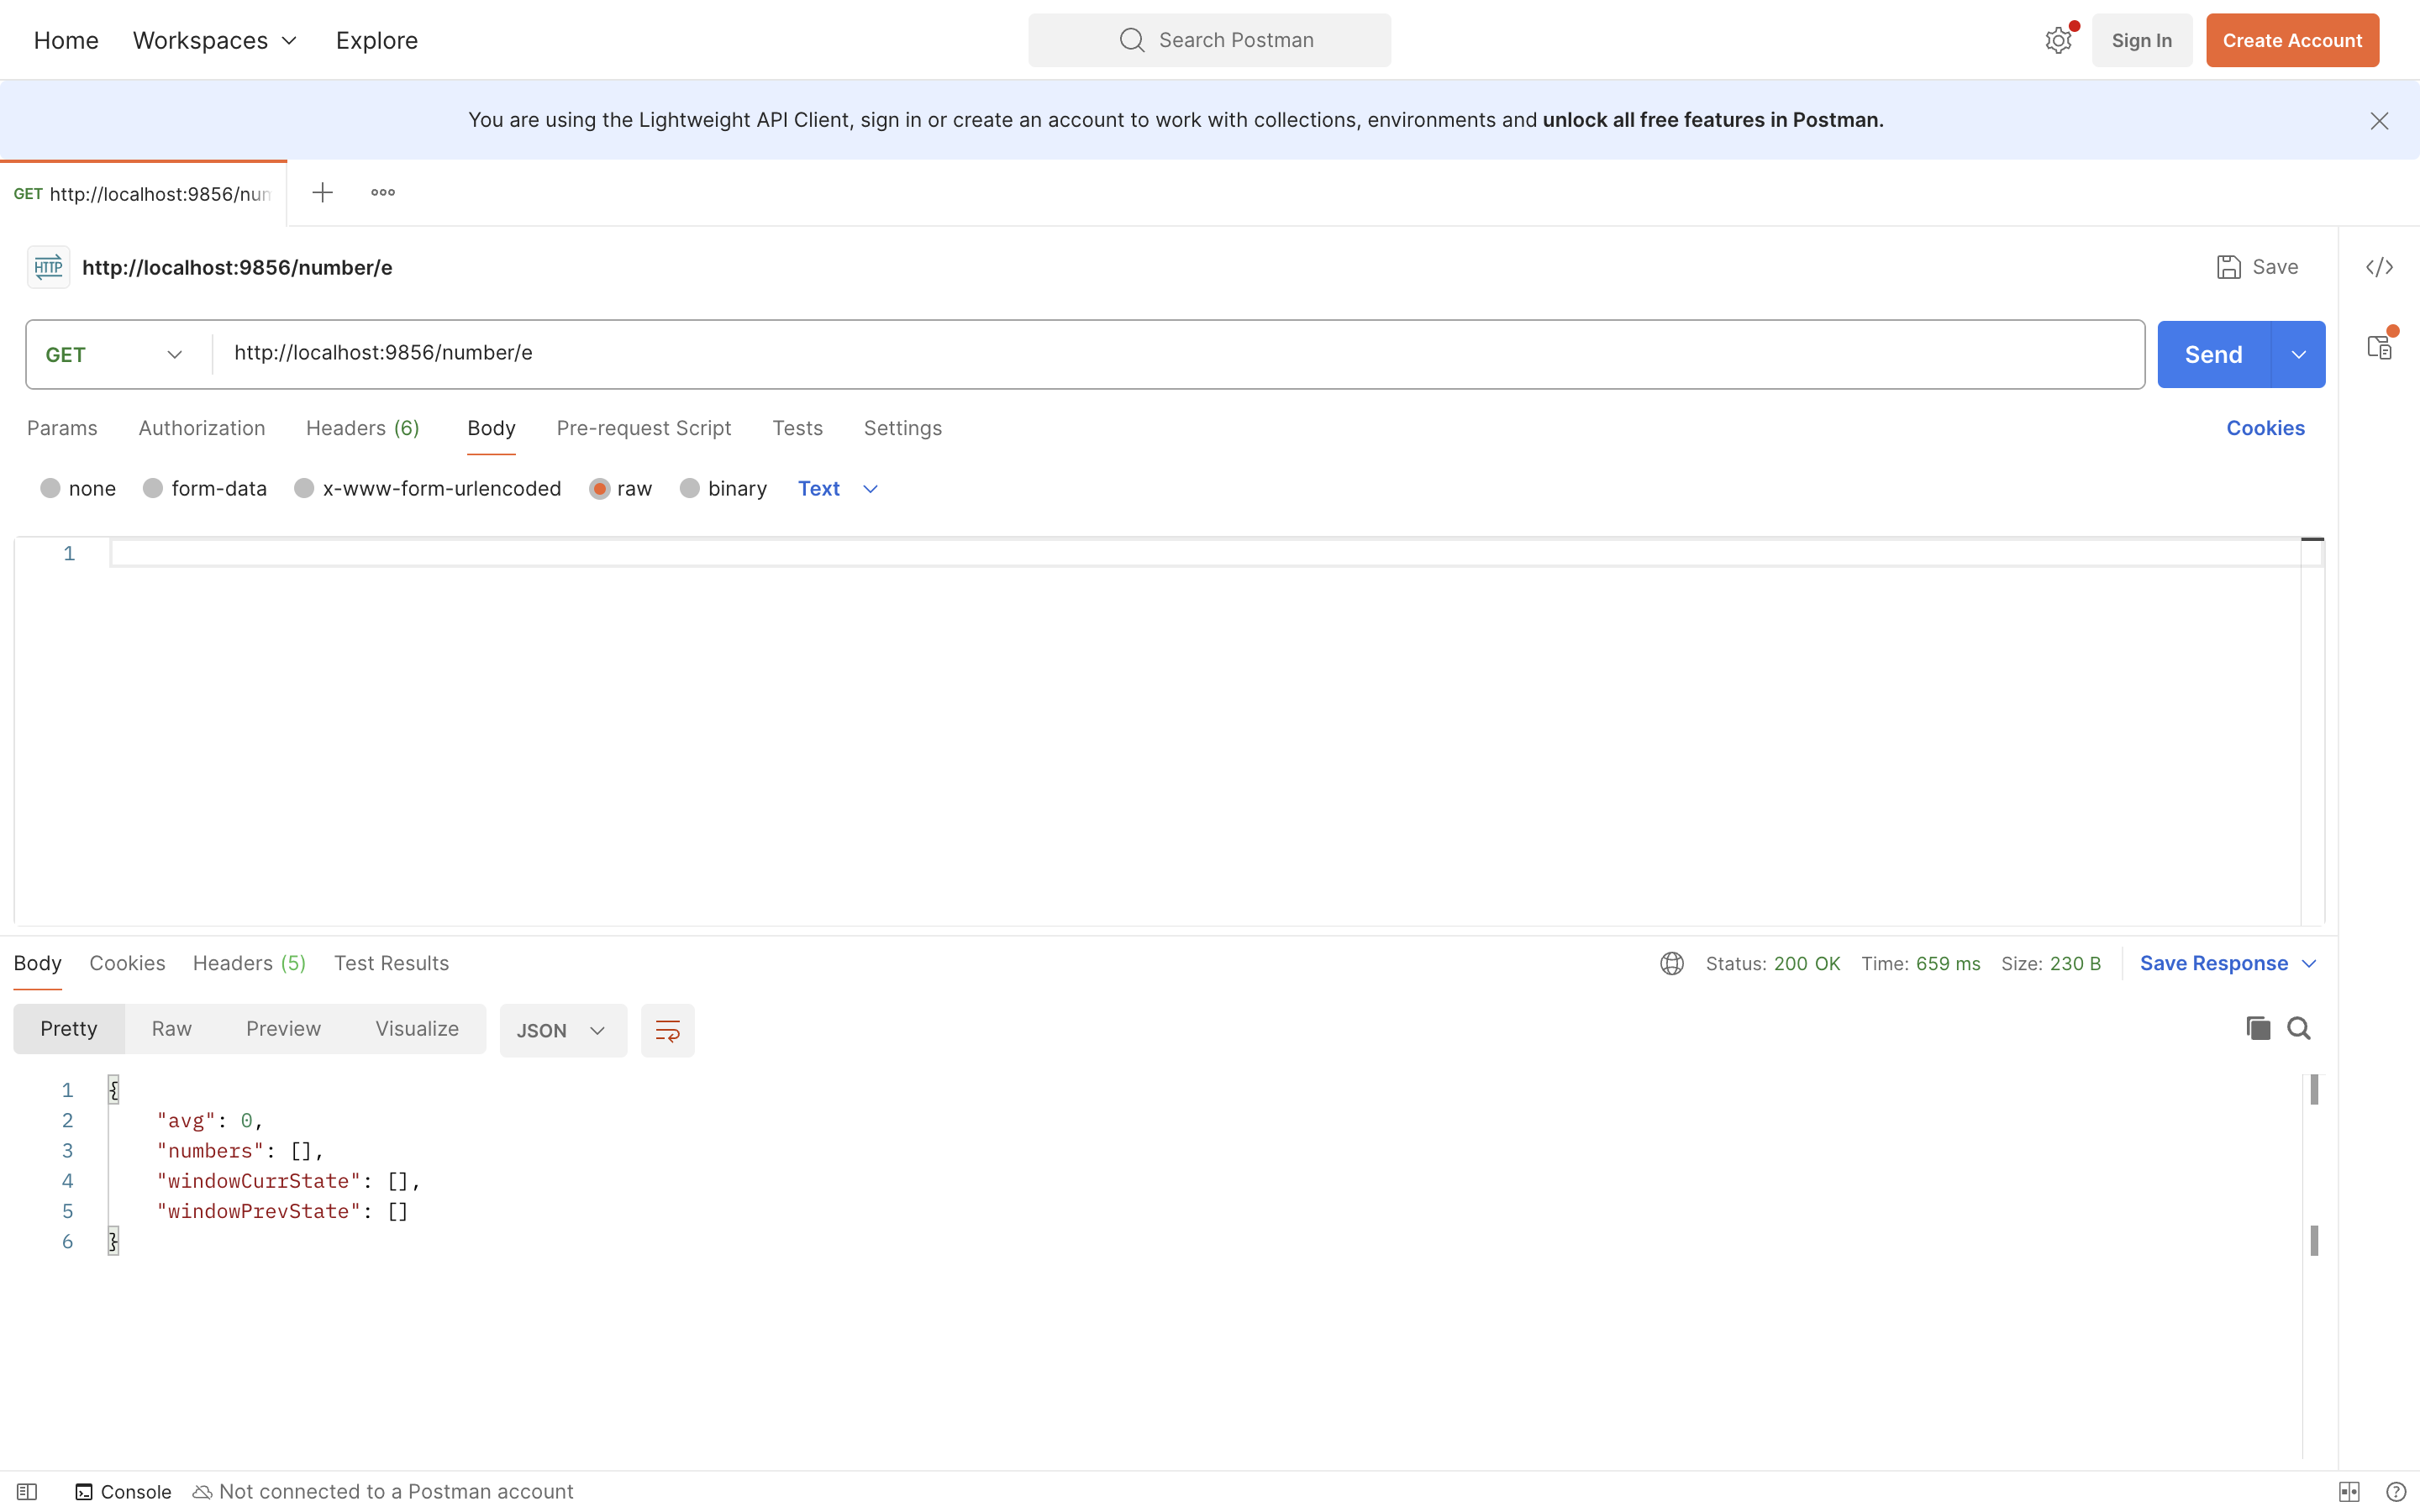 Home Workspaces Explore Search Postman Sign In Create Account
You are using the Lightweight API Client, sign in or create an account to work with collections, environments and unlock all free features in Postman.
GET http://localhost:9856/num
HTTP http://localhost:9856/number/e Save </>
GET http://localhost:9856/number/e Send
Params Authorization Headers (6) Body Pre-request Script Tests Settings Cookies
none form-data x-www-form-urlencoded raw binary Text
1
Body Cookies Headers (5) Test Results Status: 200 OK Time: 659 ms Size: 230 B Save Response
Pretty Raw Preview Visualize JSON
1 {
2 "avg": 0,
3 "numbers": [],
4 "windowCurrState": [],
5 "windowPrevState": []
6 }
Console Not connected to a Postman account